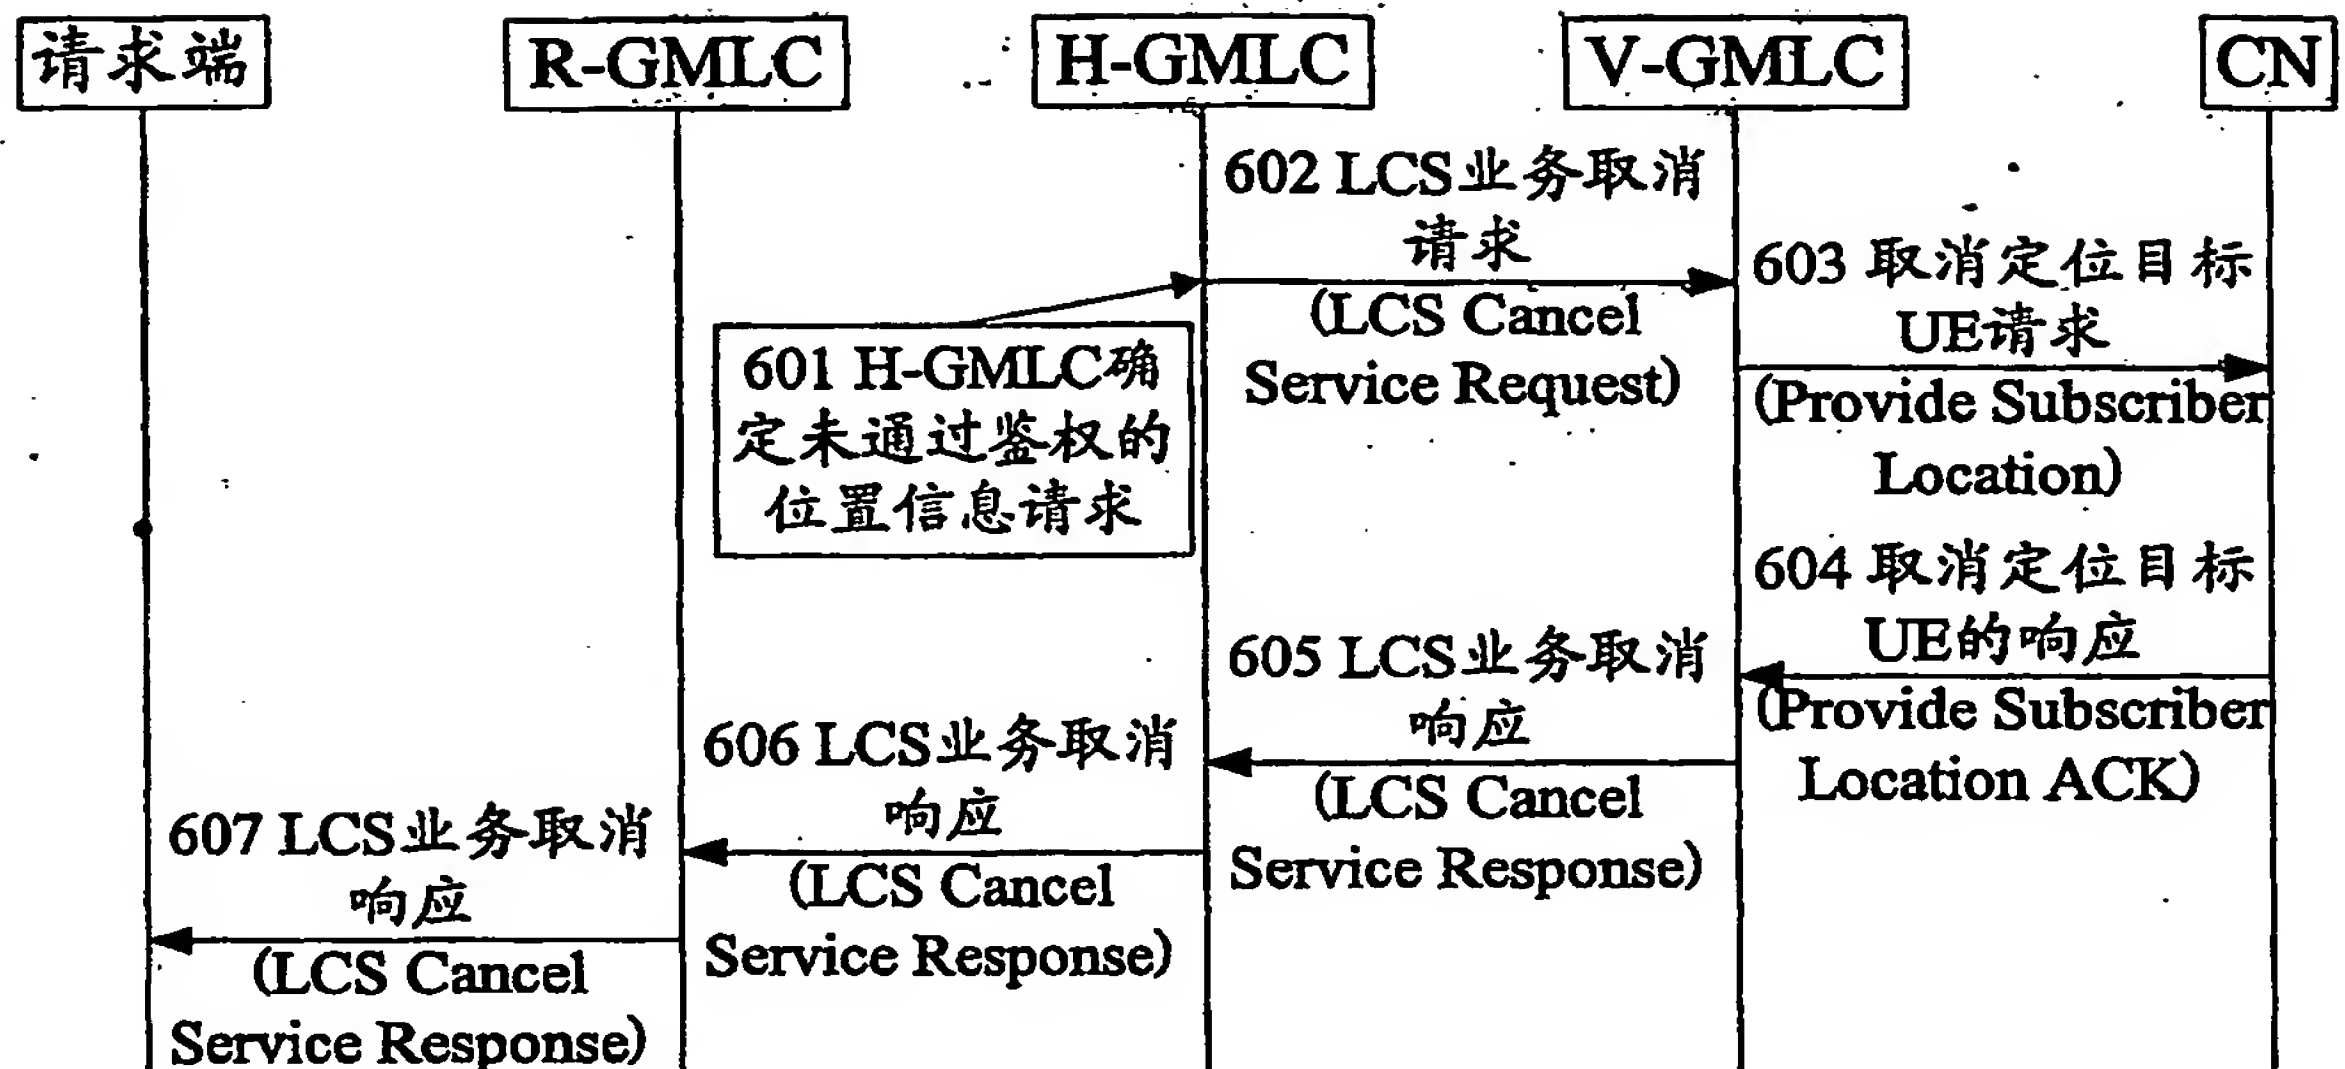 请求端
R-GMLC
H-GMLC
V-GMLC
CN
602 LCS业务取消
请求
(LCS Cancel
Service Request)
603 取消定位目标
UE请求
(Provide Subscriber
Location)
601 H-GMLC确
定未通过鉴权的
位置信息请求
604 取消定位目标
UE的响应
(Provide Subscriber
Location ACK)
605 LCS业务取消
响应
(LCS Cancel
Service Response)
606 LCS业务取消
响应
(LCS Cancel
Service Response)
607 LCS业务取消
响应
(LCS Cancel
Service Response)